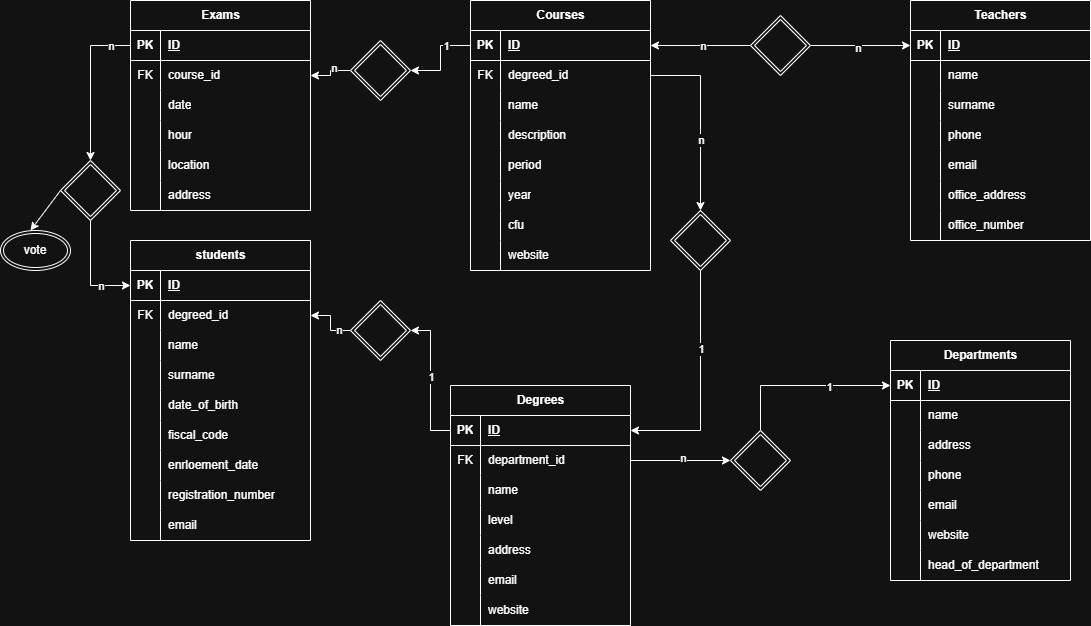 Exams
PK ID
FK course_id
date
hour
location
address
Courses
PK ID
FK degreed_id
name
description
period
year
cfu
website
Teachers
PK ID
name
surname
phone
email
office_address
office_number
n
n
1
n
n
n
1
vote
n
students
PK ID
FK degreed_id
name
surname
date_of_birth
fiscal_code
enrloement_date
registration_number
email
n
1
Degrees
PK ID
FK department_id
name
level
address
email
website
n
1
Departments
PK ID
name
address
phone
email
website
head_of_department